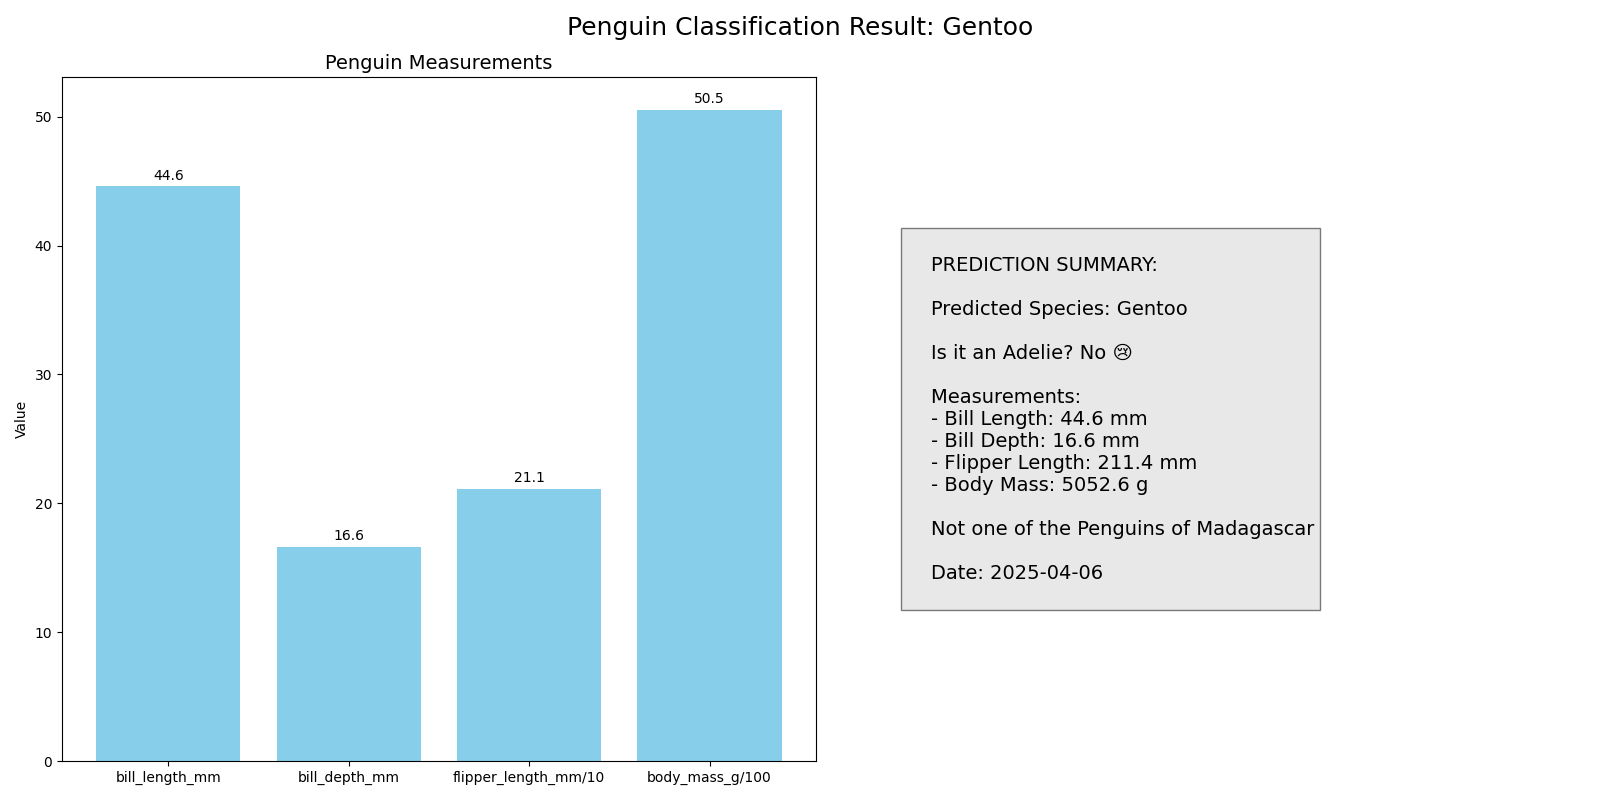 Penguin Classification Result: Gentoo
Penguin Measurements
50.5
50
44.6
40
30
Value
21.1
20
16.6
10
0
bill_length_mm
bill_depth_mm
flipper_length_mm/10
body_mass_g/100
PREDICTION SUMMARY:
Predicted Species: Gentoo
Is it an Adelie? No 😢
Measurements:
- Bill Length: 44.6 mm
- Bill Depth: 16.6 mm
- Flipper Length: 211.4 mm
- Body Mass: 5052.6 g
Not one of the Penguins of Madagascar
Date: 2025-04-06